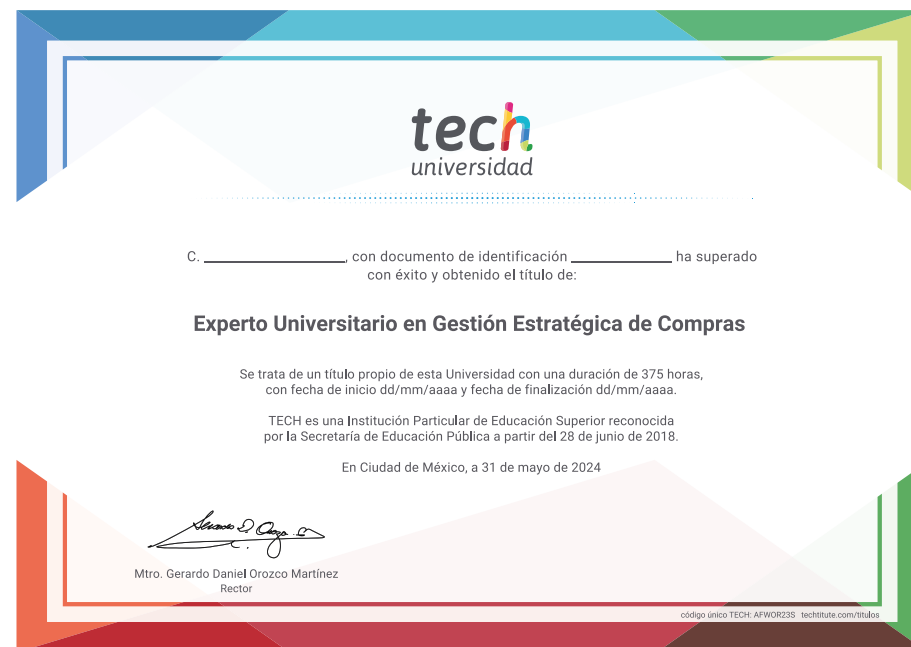 tech
universidad
C. ____________, con documento de identificación ____________ ha superado
con éxito y obtenido el título de:
Experto Universitario en Gestión Estratégica de Compras
Se trata de un título propio de esta Universidad con una duración de 375 horas,
con fecha de inicio dd/mm/aaaa y fecha de finalización dd/mm/aaaa.
TECH es una Institución Particular de Educación Superior reconocida
por la Secretaría de Educación Pública a partir del 28 de junio de 2018.
En Ciudad de México, a 31 de mayo de 2024
Mtro. Gerardo Daniel Orozco Martínez
Rector
código único TECH: AFWOR23S techtitute.com/titulos